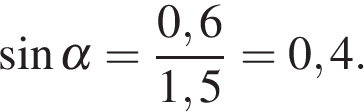 sin α = 0,6/1,5 = 0,4.